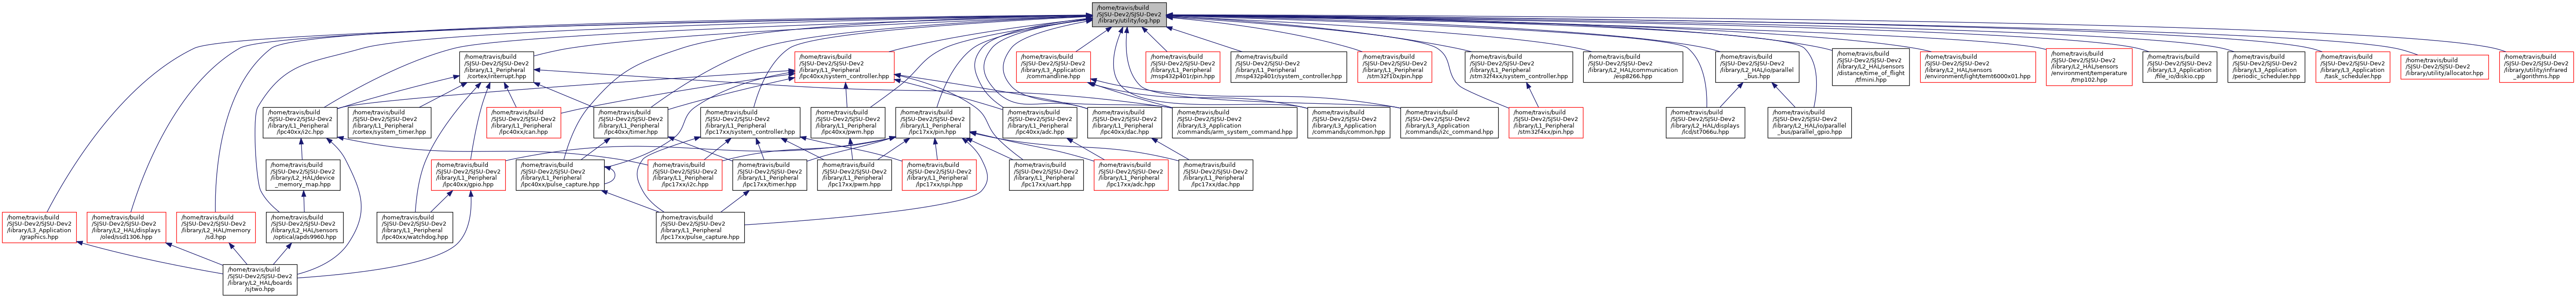 /home/travis/build
/SJSU-Dev2/SJSU-Dev2
/library/utility/log.hpp
/home/travis/build
/SJSU-Dev2/SJSU-Dev2
/library/L1_Peripheral
/cortex/interrupt.hpp
/home/travis/build
/SJSU-Dev2/SJSU-Dev2
/library/L1_Peripheral
/lpc40xx/system_controller.hpp
/home/travis/build
/SJSU-Dev2/SJSU-Dev2
/library/L3_Application
/commandline.hpp
/home/travis/build
/SJSU-Dev2/SJSU-Dev2
/library/L1_Peripheral
/msp432p401r/pin.hpp
/home/travis/build
/SJSU-Dev2/SJSU-Dev2
/library/L1_Peripheral
/msp432p401r/system_controller.hpp
/home/travis/build
/SJSU-Dev2/SJSU-Dev2
/library/L1_Peripheral
/stm32f10x/pin.hpp
/home/travis/build
/SJSU-Dev2/SJSU-Dev2
/library/L1_Peripheral
/stm32f4xx/system_controller.hpp
/home/travis/build
/SJSU-Dev2/SJSU-Dev2
/library/L2_HAL/communication
/esp8266.hpp
/home/travis/build
/SJSU-Dev2/SJSU-Dev2
/library/L2_HAL/io/parallel
_bus.hpp
/home/travis/build
/SJSU-Dev2/SJSU-Dev2
/library/L2_HAL/sensors
/distance/time_of_flight
/tfmini.hpp
/home/travis/build
/SJSU-Dev2/SJSU-Dev2
/library/L2_HAL/sensors
/environment/light/temt6000x01.hpp
/home/travis/build
/SJSU-Dev2/SJSU-Dev2
/library/L2_HAL/sensors
/environment/temperature
/tmp102.hpp
/home/travis/build
/SJSU-Dev2/SJSU-Dev2
/library/L3_Application
/file_io/diskio.cpp
/home/travis/build
/SJSU-Dev2/SJSU-Dev2
/library/L3_Application
/periodic_scheduler.hpp
/home/travis/build
/SJSU-Dev2/SJSU-Dev2
/library/L3_Application
/task_scheduler.hpp
/home/travis/build
/SJSU-Dev2/SJSU-Dev2
/library/utility/allocator.hpp
/home/travis/build
/SJSU-Dev2/SJSU-Dev2
/library/utility/infrared
_algorithms.hpp
/home/travis/build
/SJSU-Dev2/SJSU-Dev2
/library/L1_Peripheral
/lpc40xx/i2c.hpp
/home/travis/build
/SJSU-Dev2/SJSU-Dev2
/library/L1_Peripheral
/cortex/system_timer.hpp
/home/travis/build
/SJSU-Dev2/SJSU-Dev2
/library/L1_Peripheral
/lpc40xx/can.hpp
/home/travis/build
/SJSU-Dev2/SJSU-Dev2
/library/L1_Peripheral
/lpc40xx/timer.hpp
/home/travis/build
/SJSU-Dev2/SJSU-Dev2
/library/L1_Peripheral
/lpc17xx/system_controller.hpp
/home/travis/build
/SJSU-Dev2/SJSU-Dev2
/library/L1_Peripheral
/lpc40xx/pwm.hpp
/home/travis/build
/SJSU-Dev2/SJSU-Dev2
/library/L1_Peripheral
/lpc17xx/pin.hpp
/home/travis/build
/SJSU-Dev2/SJSU-Dev2
/library/L1_Peripheral
/lpc40xx/adc.hpp
/home/travis/build
/SJSU-Dev2/SJSU-Dev2
/library/L1_Peripheral
/lpc40xx/dac.hpp
/home/travis/build
/SJSU-Dev2/SJSU-Dev2
/library/L3_Application
/commands/arm_system_command.hpp
/home/travis/build
/SJSU-Dev2/SJSU-Dev2
/library/L3_Application
/commands/common.hpp
/home/travis/build
/SJSU-Dev2/SJSU-Dev2
/library/L3_Application
/commands/i2c_command.hpp
/home/travis/build
/SJSU-Dev2/SJSU-Dev2
/library/L1_Peripheral
/stm32f4xx/pin.hpp
/home/travis/build
/SJSU-Dev2/SJSU-Dev2
/library/L2_HAL/displays
/lcd/st7066u.hpp
/home/travis/build
/SJSU-Dev2/SJSU-Dev2
/library/L2_HAL/io/parallel
_bus/parallel_gpio.hpp
/home/travis/build
/SJSU-Dev2/SJSU-Dev2
/library/L2_HAL/device
_memory_map.hpp
/home/travis/build
/SJSU-Dev2/SJSU-Dev2
/library/L1_Peripheral
/lpc40xx/gpio.hpp
/home/travis/build
/SJSU-Dev2/SJSU-Dev2
/library/L1_Peripheral
/lpc40xx/pulse_capture.hpp
/home/travis/build
/SJSU-Dev2/SJSU-Dev2
/library/L1_Peripheral
/lpc17xx/i2c.hpp
/home/travis/build
/SJSU-Dev2/SJSU-Dev2
/library/L1_Peripheral
/lpc17xx/timer.hpp
/home/travis/build
/SJSU-Dev2/SJSU-Dev2
/library/L1_Peripheral
/lpc17xx/pwm.hpp
/home/travis/build
/SJSU-Dev2/SJSU-Dev2
/library/L1_Peripheral
/lpc17xx/spi.hpp
/home/travis/build
/SJSU-Dev2/SJSU-Dev2
/library/L1_Peripheral
/lpc17xx/uart.hpp
/home/travis/build
/SJSU-Dev2/SJSU-Dev2
/library/L1_Peripheral
/lpc17xx/adc.hpp
/home/travis/build
/SJSU-Dev2/SJSU-Dev2
/library/L1_Peripheral
/lpc17xx/dac.hpp
/home/travis/build
/SJSU-Dev2/SJSU-Dev2
/library/L3_Application
/graphics.hpp
/home/travis/build
/SJSU-Dev2/SJSU-Dev2
/library/L2_HAL/displays
/oled/ssd1306.hpp
/home/travis/build
/SJSU-Dev2/SJSU-Dev2
/library/L2_HAL/memory
/sd.hpp
/home/travis/build
/SJSU-Dev2/SJSU-Dev2
/library/L2_HAL/sensors
/optical/apds9960.hpp
/home/travis/build
/SJSU-Dev2/SJSU-Dev2
/library/L1_Peripheral
/lpc40xx/watchdog.hpp
/home/travis/build
/SJSU-Dev2/SJSU-Dev2
/library/L1_Peripheral
/lpc17xx/pulse_capture.hpp
/home/travis/build
/SJSU-Dev2/SJSU-Dev2
/library/L2_HAL/boards
/sjtwo.hpp